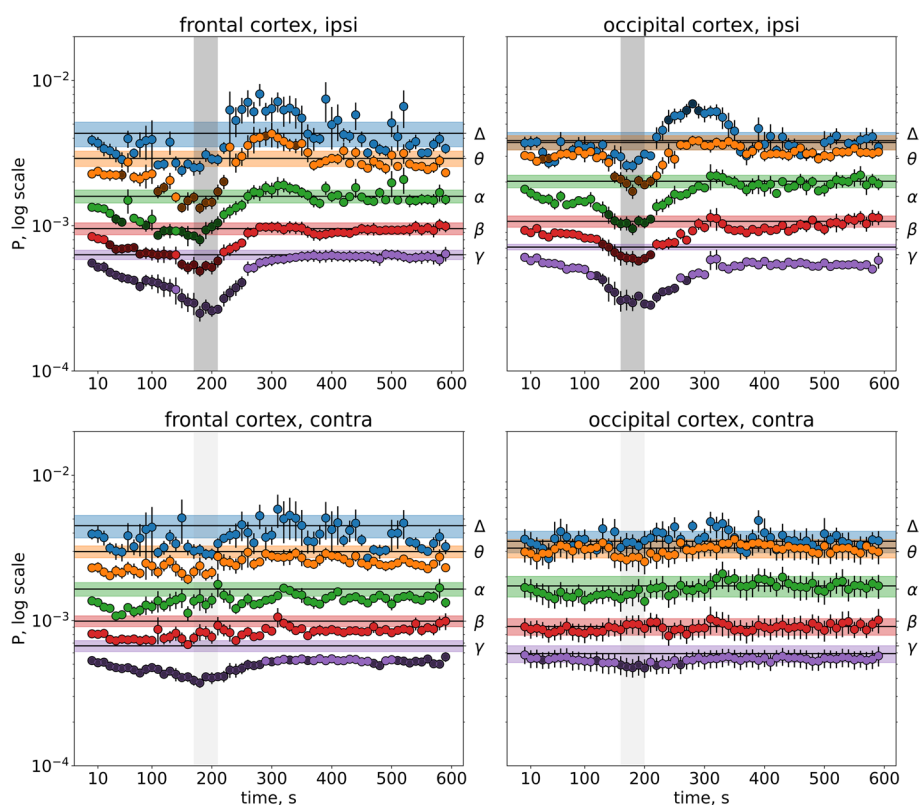 frontal cortex, ipsi
occipital cortex, ipsi
P, log scale
10⁻²
10⁻³
10⁻⁴
Δ
θ
α
β
γ
Δ
θ
α
β
γ
10 100 200 300 400 500 600
10 100 200 300 400 500 600
frontal cortex, contra
occipital cortex, contra
P, log scale
10⁻²
10⁻³
10⁻⁴
Δ
θ
α
β
γ
Δ
θ
α
β
γ
10 100 200 300 400 500 600
10 100 200 300 400 500 600
time, s
time, s